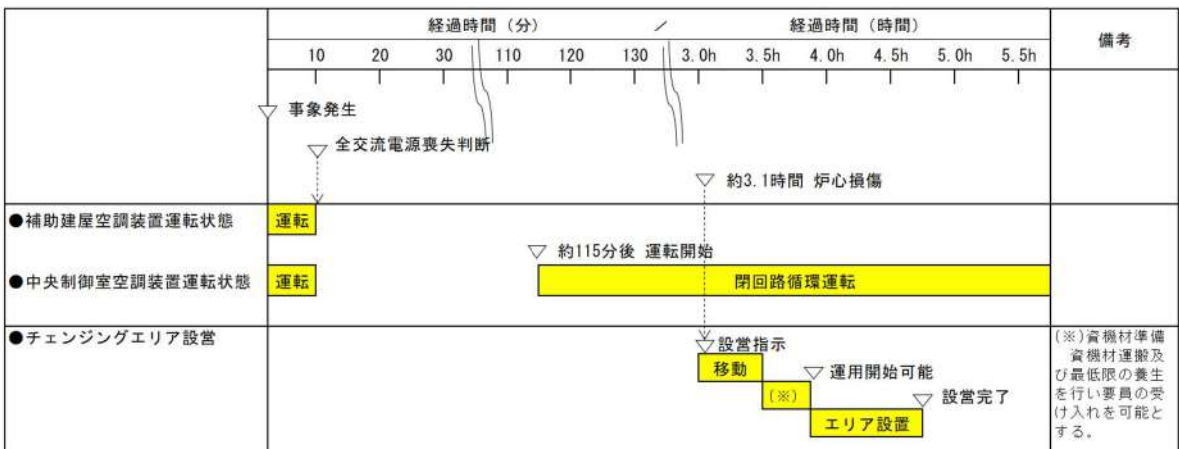 経過時間（分） ／ 経過時間（時間） 備考
10 20 30 110 120 130 3.0h 3.5h 4.0h 4.5h 5.0h 5.5h
▽ 事象発生
▽ 全交流電源喪失判断
▽ 約3.1時間 炉心損傷
●補助建屋空調装置運転状態 運転
▽ 約115分後 運転開始
●中央制御室空調装置運転状態 運転 閉回路循環運転
●チェンジングエリア設営
▽設営指示
移動 ▽ 運用開始可能
(※) ▽ 設営完了
エリア設置
(※)資機材準備
資機材運搬及
び最低限の養生
を行い要員の受
け入れを可能と
する。